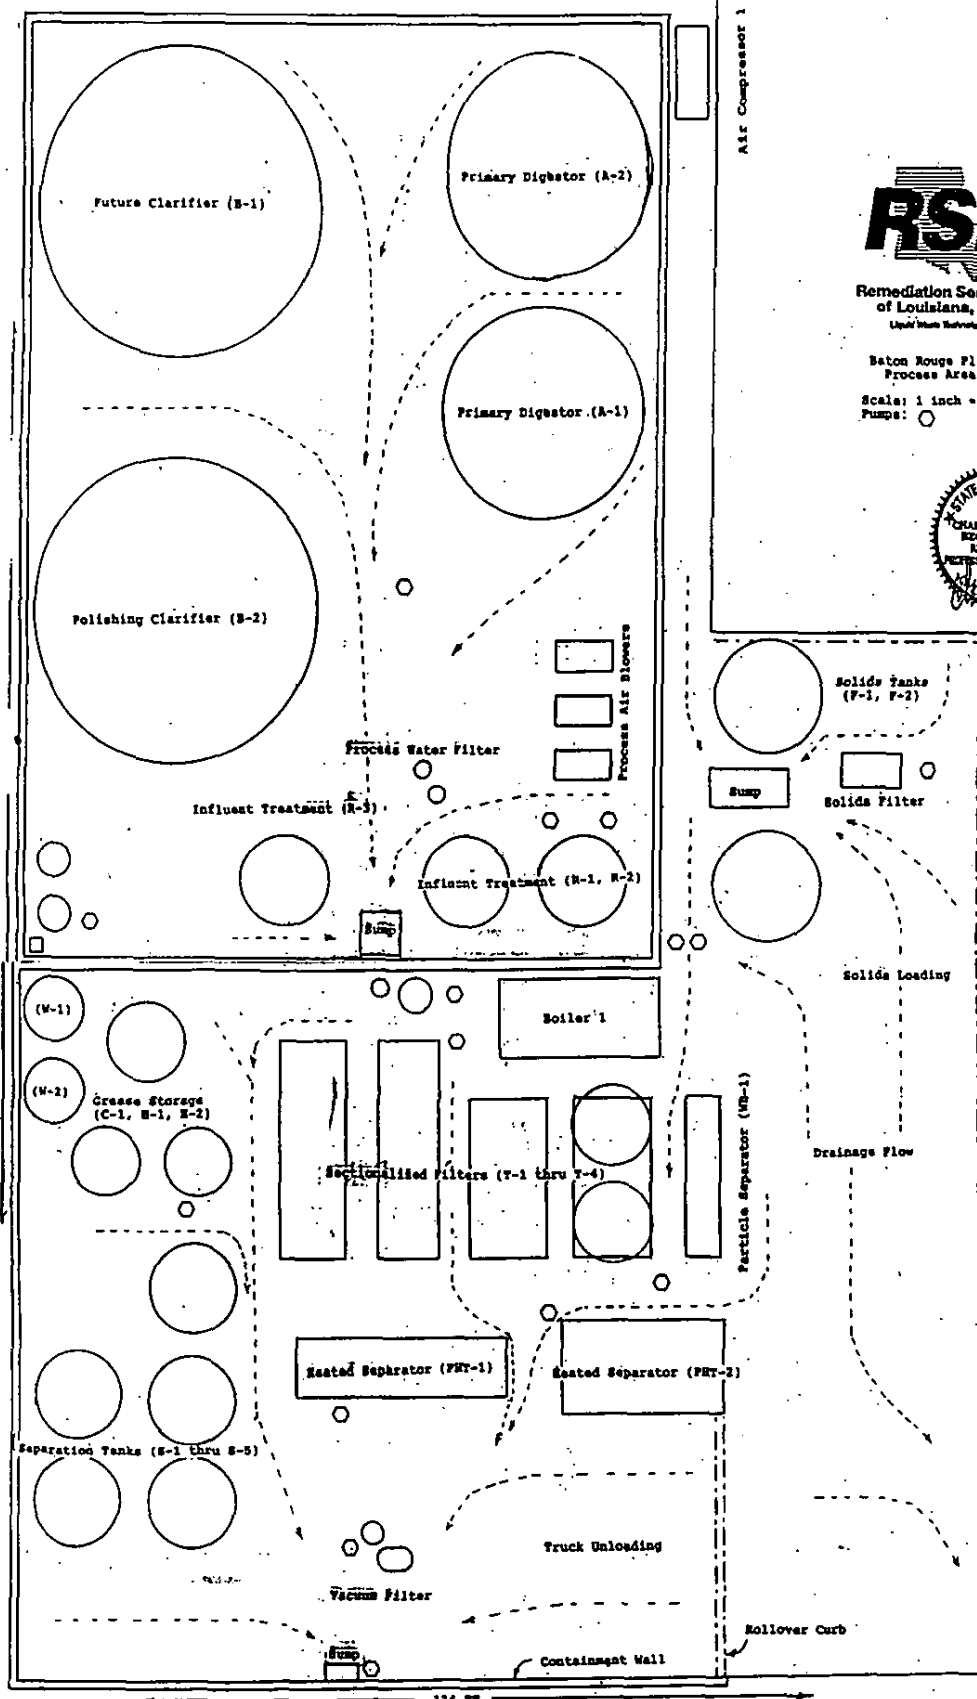 Air Compressor 1
Future Clarifier (B-1)
Primary Digestor (A-2)
RS
Remediation Se
of Louisiana,
Baton Rouge Pl
Process Area
Scale: 1 inch =
Pumps:
Primary Digestor (A-1)
STATE
Polishing Clarifier (B-2)
Process Air Blowers
Solids Tanks
(F-1, F-2)
Process Water Filter
Sump
Solids Filter
Influent Treatment (R-3)
Influent Treatment (R-1, R-2)
Sump
Solids Loading
(W-1)
Boiler 1
(W-2)
Grease Storage
(C-1, H-1, H-2)
Particle Separator (WD-1)
Drainage Flow
Sectionalized Filters (T-1 thru T-4)
Heated Separator (PHT-1)
Heated Separator (PHT-2)
Separation Tanks (S-1 thru S-5)
Truck Unloading
Vacuum Filter
Rollover Curb
Sump
Containment Wall